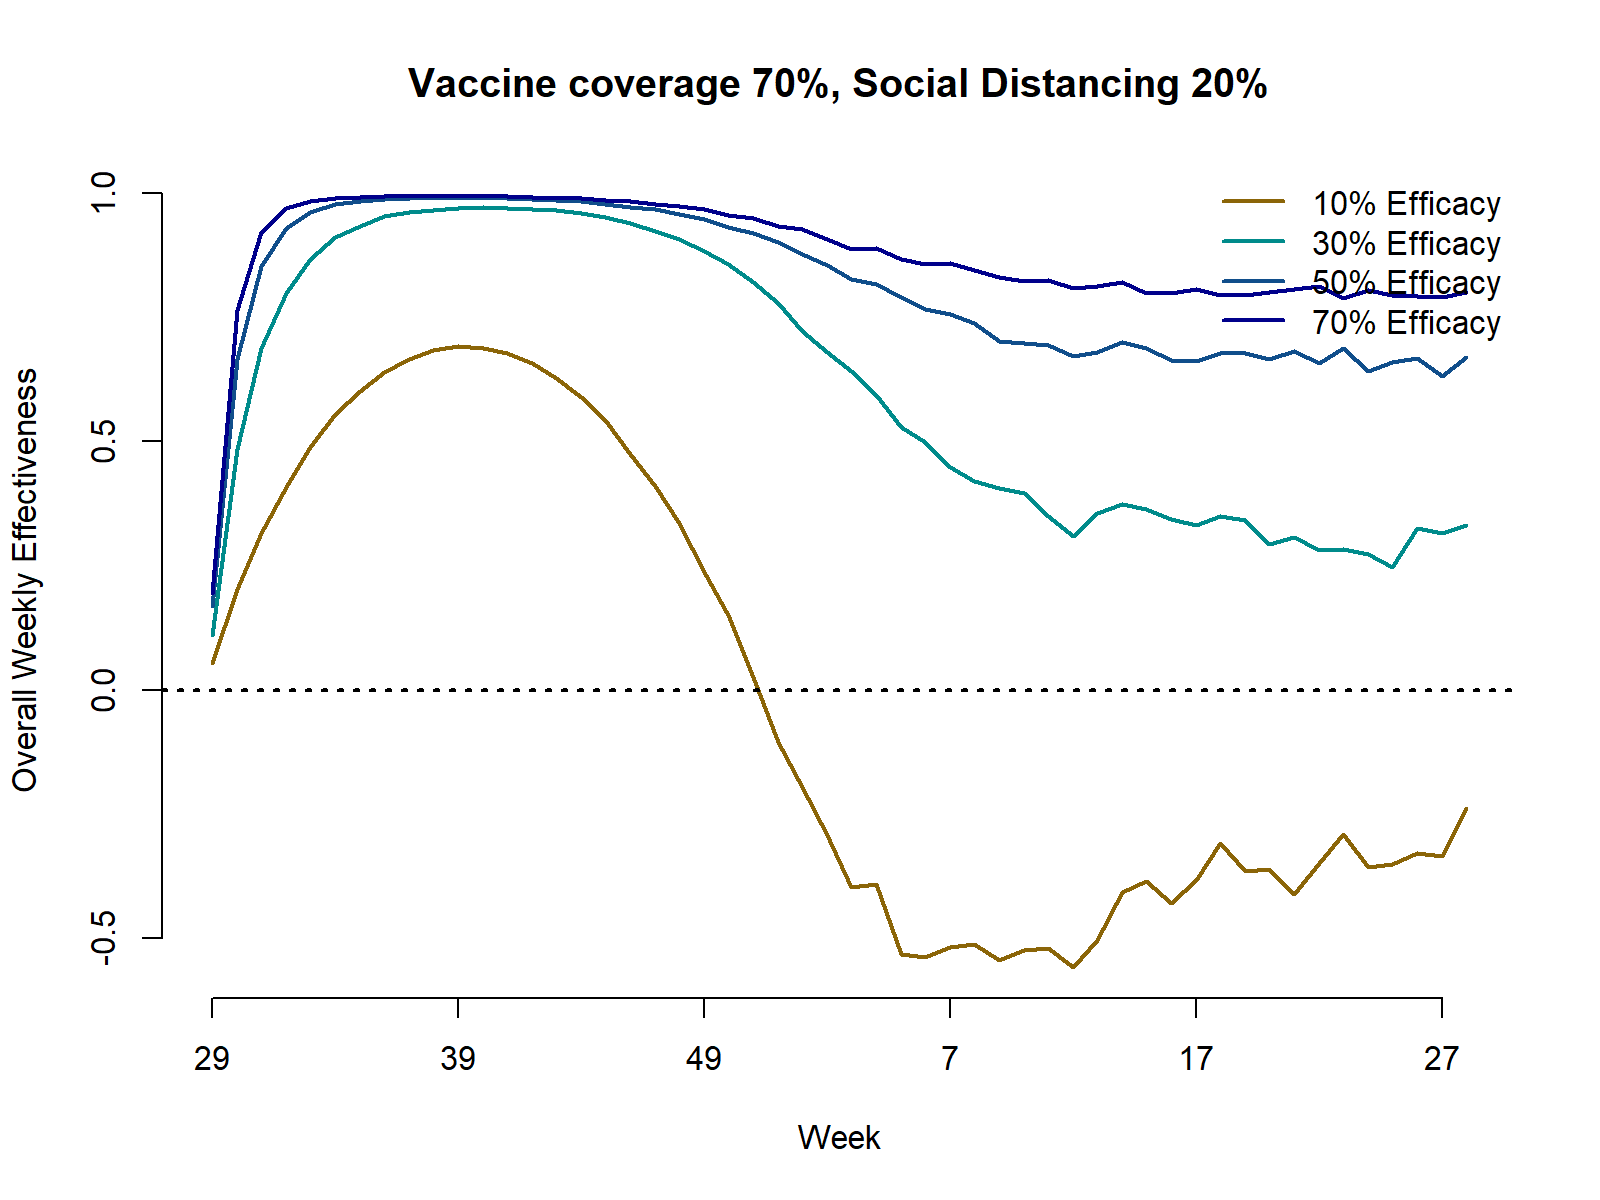 Vaccine coverage 70%, Social Distancing 20%
10% Efficacy
30% Efficacy
50% Efficacy
70% Efficacy
Overall Weekly Effectiveness
1.0
0.5
0.0
-0.5
29 39 49 7 17 27
Week